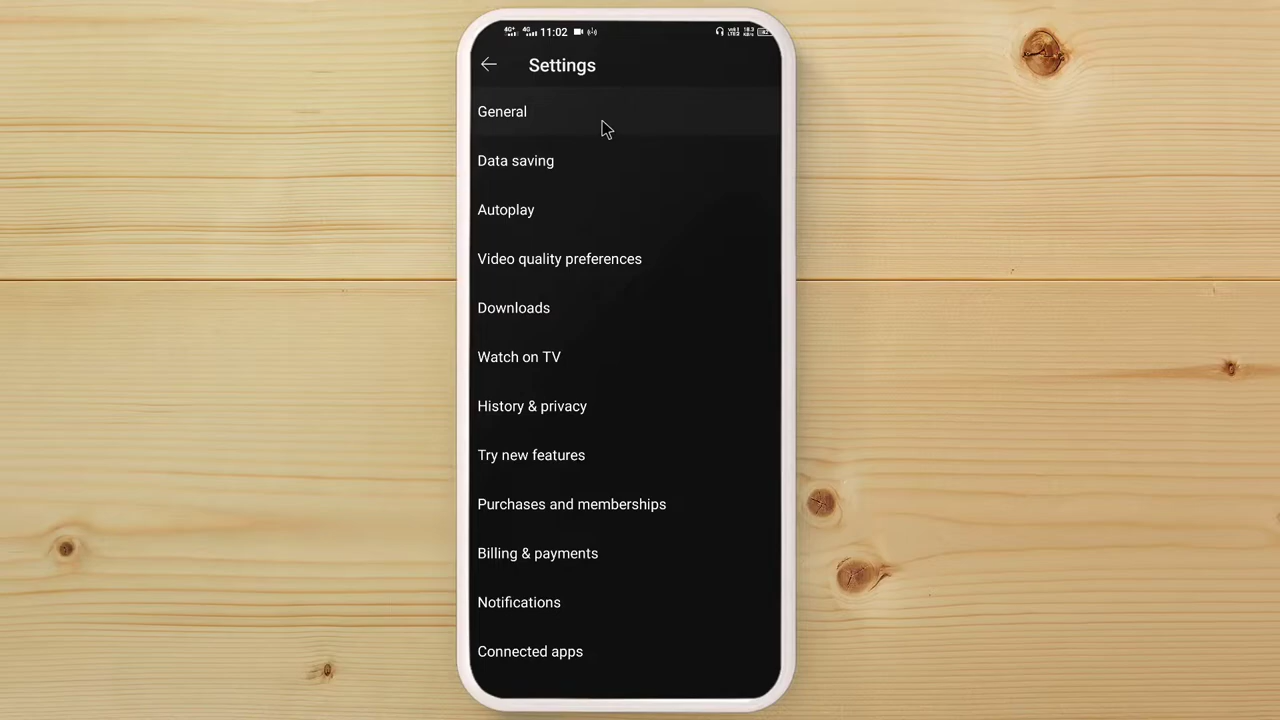 11:02
Settings
General
Data saving
Autoplay
Video quality preferences
Downloads
Watch on TV
History & privacy
Try new features
Purchases and memberships
Billing & payments
Notifications
Connected apps